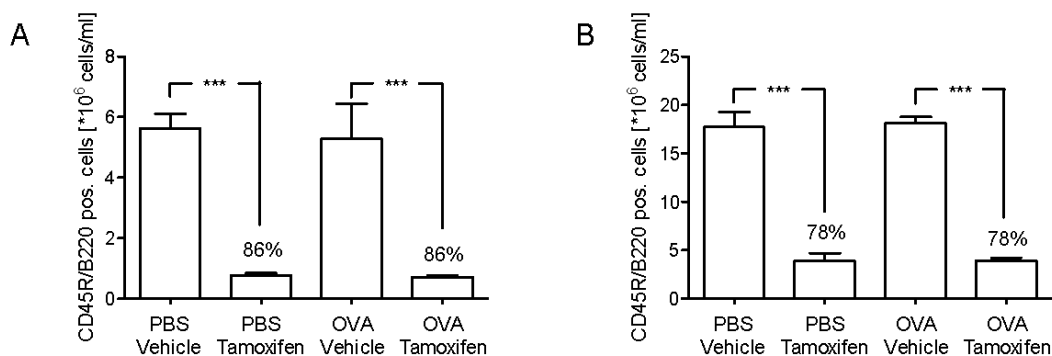 A
CD45R/B220 pos. cells [*10⁶ cells/ml]
8
6
4
2
0
***
***
86%
86%
PBS Vehicle
PBS Tamoxifen
OVA Vehicle
OVA Tamoxifen
B
CD45R/B220 pos. cells [*10⁶ cells/ml]
25
20
15
10
5
0
***
***
78%
78%
PBS Vehicle
PBS Tamoxifen
OVA Vehicle
OVA Tamoxifen